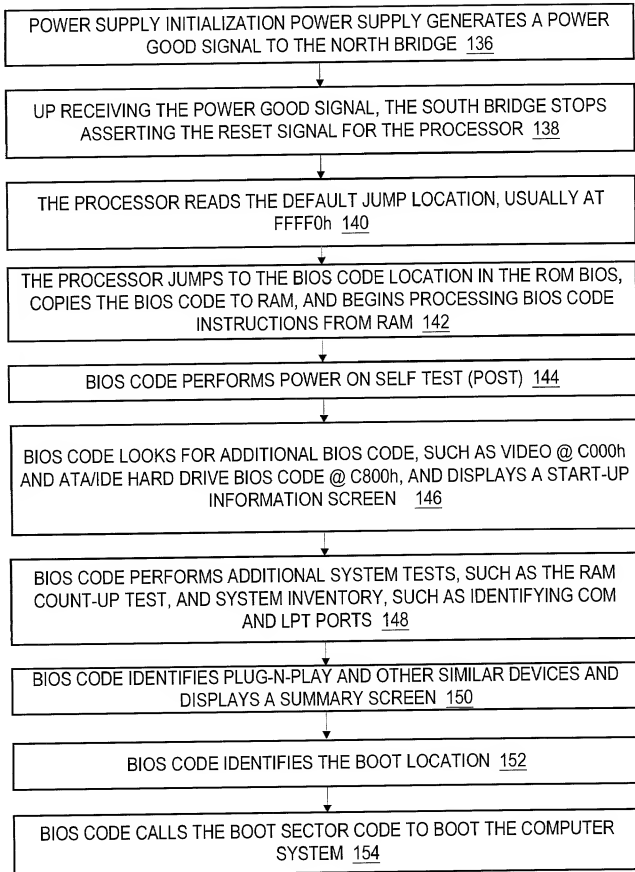 POWER SUPPLY INITIALIZATION POWER SUPPLY GENERATES A POWER
GOOD SIGNAL TO THE NORTH BRIDGE 136
UP RECEIVING THE POWER GOOD SIGNAL, THE SOUTH BRIDGE STOPS
ASSERTING THE RESET SIGNAL FOR THE PROCESSOR 138
THE PROCESSOR READS THE DEFAULT JUMP LOCATION, USUALLY AT
FFFF0h 140
THE PROCESSOR JUMPS TO THE BIOS CODE LOCATION IN THE ROM BIOS,
COPIES THE BIOS CODE TO RAM, AND BEGINS PROCESSING BIOS CODE
INSTRUCTIONS FROM RAM 142
BIOS CODE PERFORMS POWER ON SELF TEST (POST) 144
BIOS CODE LOOKS FOR ADDITIONAL BIOS CODE, SUCH AS VIDEO @ C000h
AND ATA/IDE HARD DRIVE BIOS CODE @ C800h, AND DISPLAYS A START-UP
INFORMATION SCREEN 146
BIOS CODE PERFORMS ADDITIONAL SYSTEM TESTS, SUCH AS THE RAM
COUNT-UP TEST, AND SYSTEM INVENTORY, SUCH AS IDENTIFYING COM
AND LPT PORTS 148
BIOS CODE IDENTIFIES PLUG-N-PLAY AND OTHER SIMILAR DEVICES AND
DISPLAYS A SUMMARY SCREEN 150
BIOS CODE IDENTIFIES THE BOOT LOCATION 152
BIOS CODE CALLS THE BOOT SECTOR CODE TO BOOT THE COMPUTER
SYSTEM 154